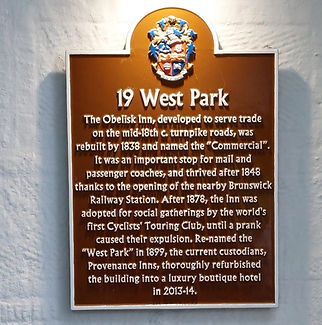 19 West Park
The Obelisk Inn, developed to serve trade
on the mid-18th c. turnpike roads, was
rebuilt by 1838 and named the "Commercial".
It was an important stop for mail and
passenger coaches, and thrived after 1848
thanks to the opening of the nearby Brunswick
Railway Station. After 1878, the Inn was
adopted for social gatherings by the world's
first Cyclists' Touring Club, until a prank
caused their expulsion. Re-named the
"West Park" in 1899, the current custodians,
Provenance Inns, thoroughly refurbished
the building into a luxury boutique hotel
in 2013-14.